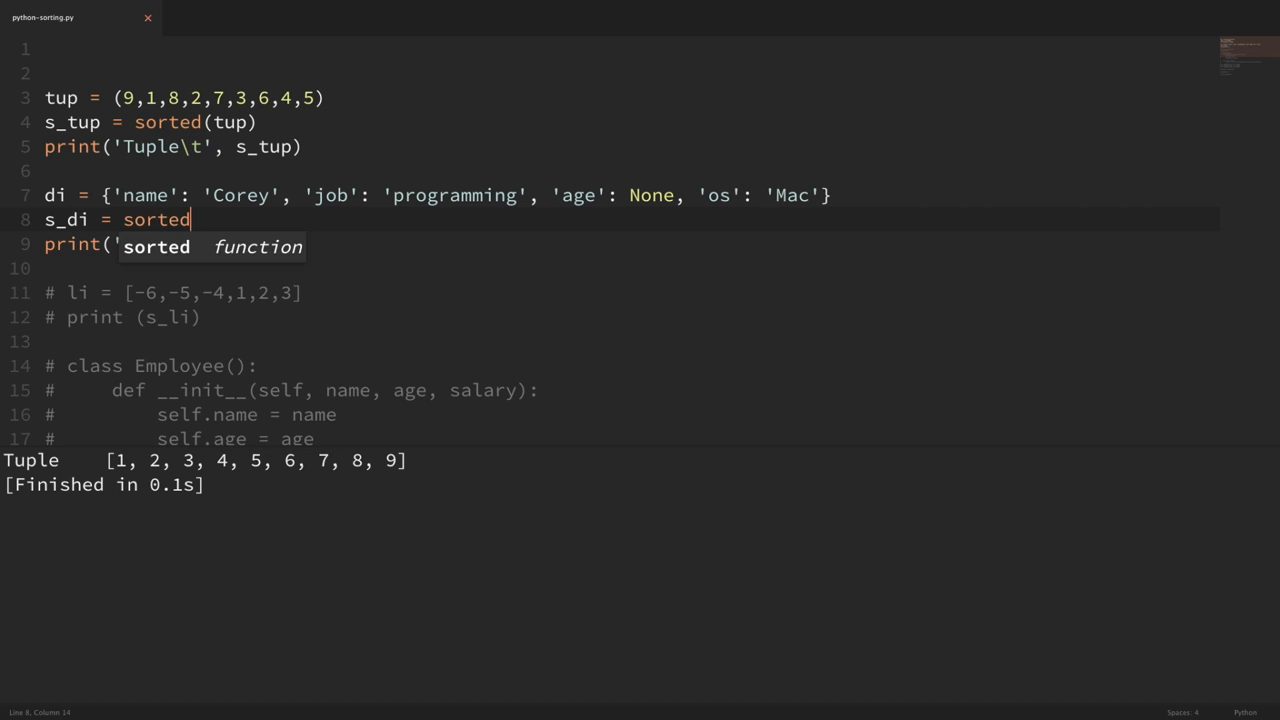 python-sorting.py ×
1
2
3 tup = (9,1,8,2,7,3,6,4,5)
4 s_tup = sorted(tup)
5 print('Tuple\t', s_tup)
6
7 di = {'name': 'Corey', 'job': 'programming', 'age': None, 'os': 'Mac'}
8 s_di = sorted
9 print('
sorted function
10
11 # li = [-6,-5,-4,1,2,3]
12 # print (s_li)
13
14 # class Employee():
15 #     def __init__(self, name, age, salary):
16 #         self.name = name
17 #         self.age = age
Tuple    [1, 2, 3, 4, 5, 6, 7, 8, 9]
[Finished in 0.1s]
Line 8, Column 14 Spaces: 4 Python